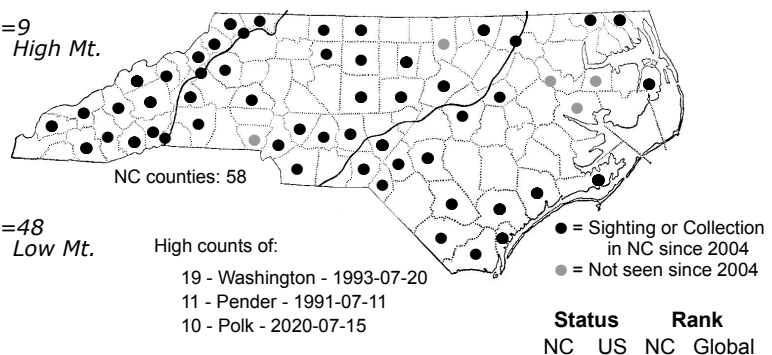 =9
High Mt.
NC counties: 58
=48
Low Mt.
High counts of:
19 - Washington - 1993-07-20
11 - Pender - 1991-07-11
10 - Polk - 2020-07-15
● = Sighting or Collection
in NC since 2004
● = Not seen since 2004
Status Rank
NC US NC Global